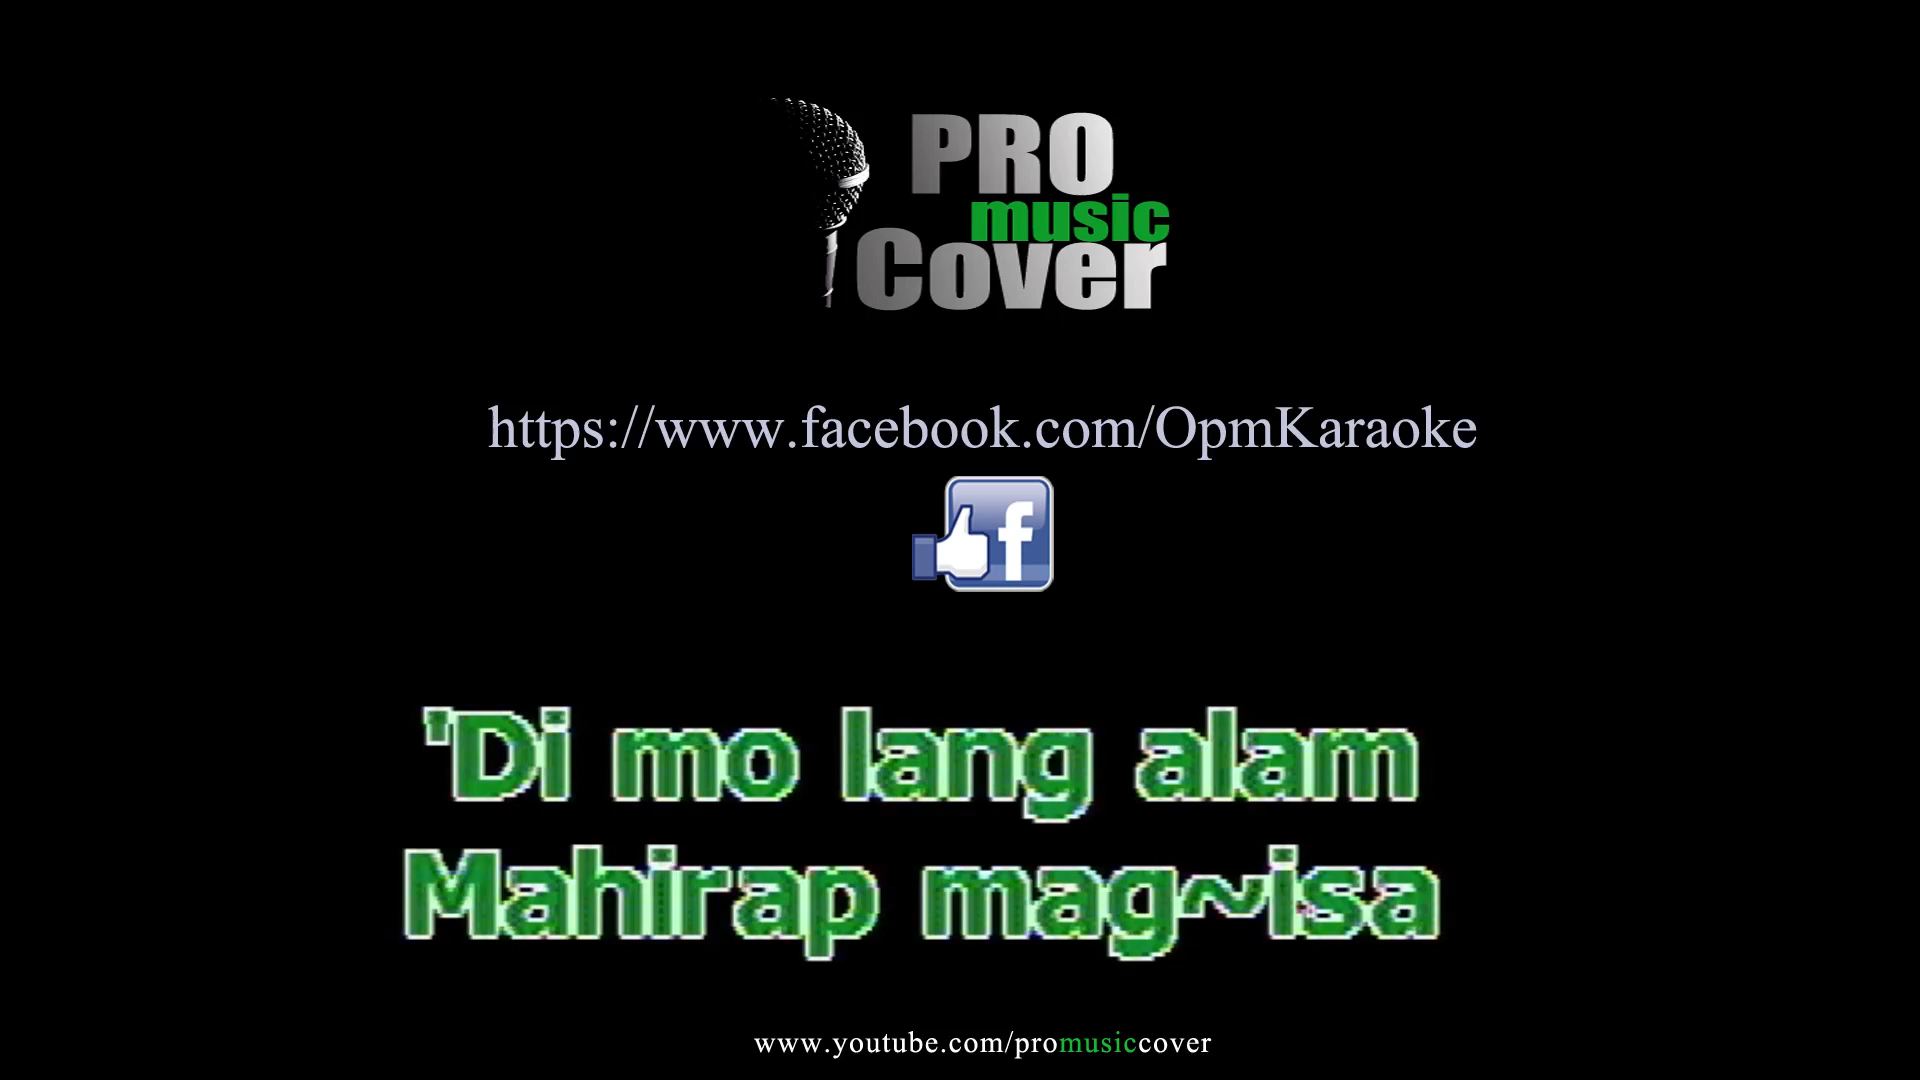 PRO
music
Cover
https://www.facebook.com/OpmKaraoke
f
'Di mo lang alam
Mahirap mag~isa
www.youtube.com/promusiccover